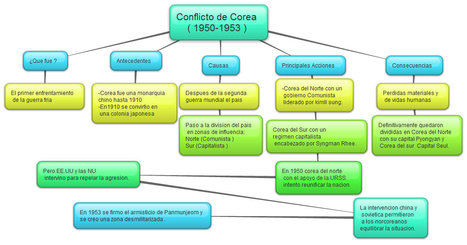 Conflicto de Corea
( 1950-1953 )
¿Que fue ?
Antecedentes
Causas
Principales Acciones
Consecuencias
El primer enfrentamiento
de la guerra fria
-Corea fue una monarquia
chino hasta 1910
-En1910 se convirtio en
una colonia japonesa
Despues de la segunda
guerra mundial el pais
-Corea del Norte con un
gobierno Comunista
liderado por kimIl sung.
Perdidas materiales y
de vidas humanas
Paso a la division del pais
en zonas de influencia:
Norte (Comunista )
Sur (Capitalista )
Corea del Sur con un
regimen capitalista
encabezado por Syngman Rhee.
Definitivamente quedaron
divididas en Corea del Norte
con su capital Pyongran y
Corea del sur Capital Seul.
Pero EE.UU y las NU
intervino para repelar la agresion.
En 1950 corea del norte
con el apoyo de la URSS
intento reunificar la nacion.
En 1953 se firmo el armisticio de Panmunjeom y
se creo una zona desmilitarizada.
La intervencion china y
sovietica permitieron
a los norcoreanos
equilibrar la situacion.